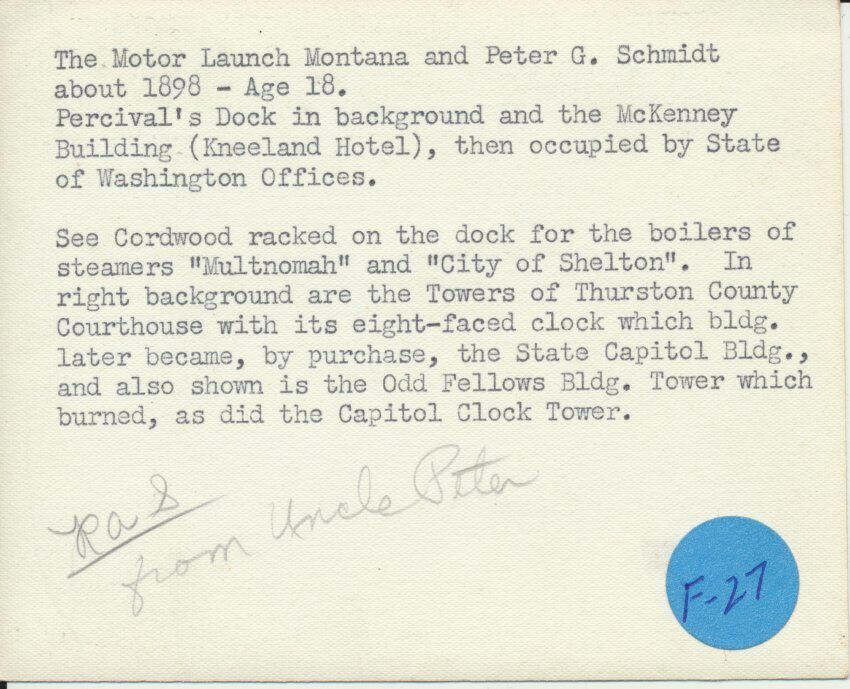 The Motor Launch Montana and Peter G. Schmidt
about 1898 - Age 18.
Percival's Dock in background and the McKenney
Building (Kneeland Hotel), then occupied by State
of Washington Offices.
See Cordwood racked on the dock for the boilers of
steamers "Multnomah" and "City of Shelton".  In
right background are the Towers of Thurston County
Courthouse with its eight-faced clock which bldg.
later became, by purchase, the State Capitol Bldg.,
and also shown is the Odd Fellows Bldg. Tower which
burned, as did the Capitol Clock Tower.
RaS
from Uncle Peter
F-27